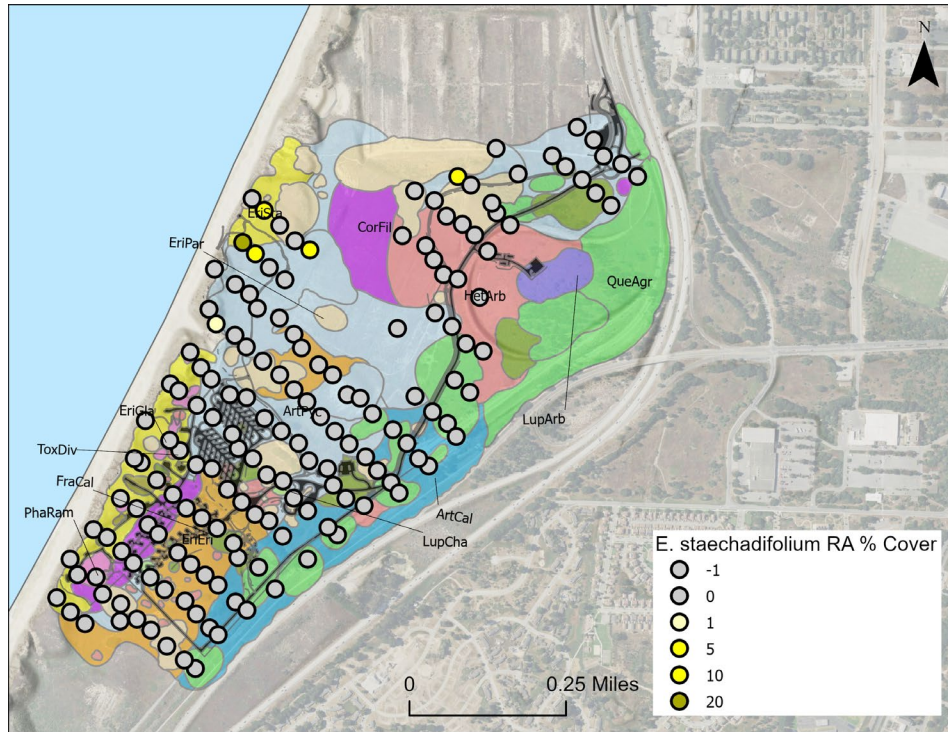 N
EriSta
EriPar
CorFil
HetArb
QueAgr
ArtPyc
EriGla
LupArb
ToxDiv
FraCal
PhaRam
EriEri
ArtCal
LupCha
E. staechadifolium RA % Cover
-1
0
1
5
10
20
0 0.25 Miles